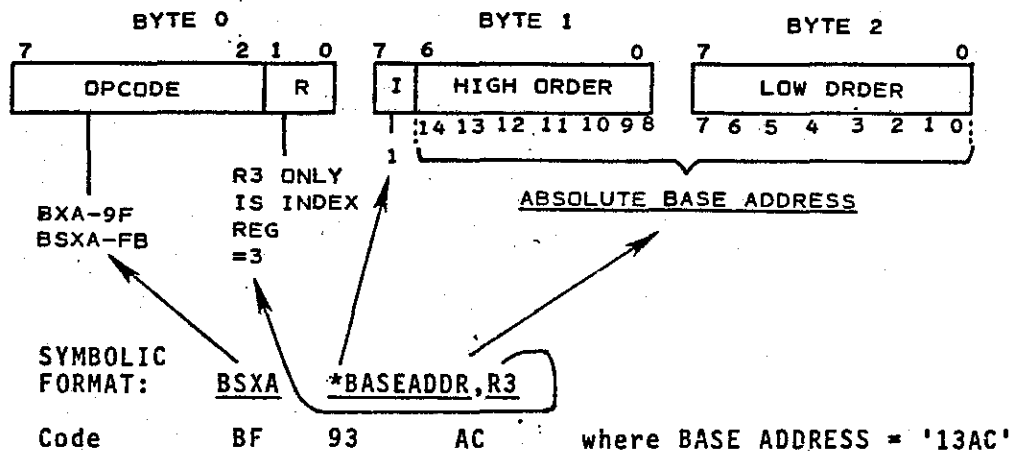 BYTE 0 BYTE 1 BYTE 2
7 2 1 0 7 6 0 7 0
OPCODE R I HIGH ORDER LOW DRDER
14 13 12 11 10 9 8 7 6 5 4 3 2 1 0
1
R3 ONLY
IS INDEX
REG
=3
ABSOLUTE BASE ADDRESS
BXA-9F
BSXA-FB
SYMBOLIC
FORMAT: BSXA *BASEADDR,R3
Code BF 93 AC where BASE ADDRESS = '13AC'